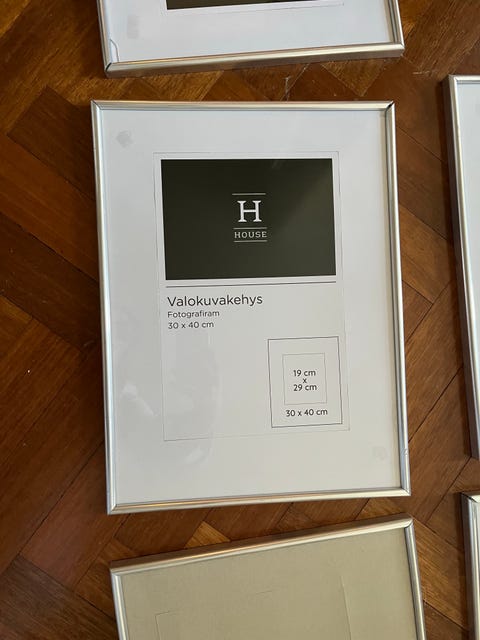 H
HOUSE
Valokuvakehys
Fotografiram
30 x 40 cm
19 cm
x
29 cm
30 x 40 cm